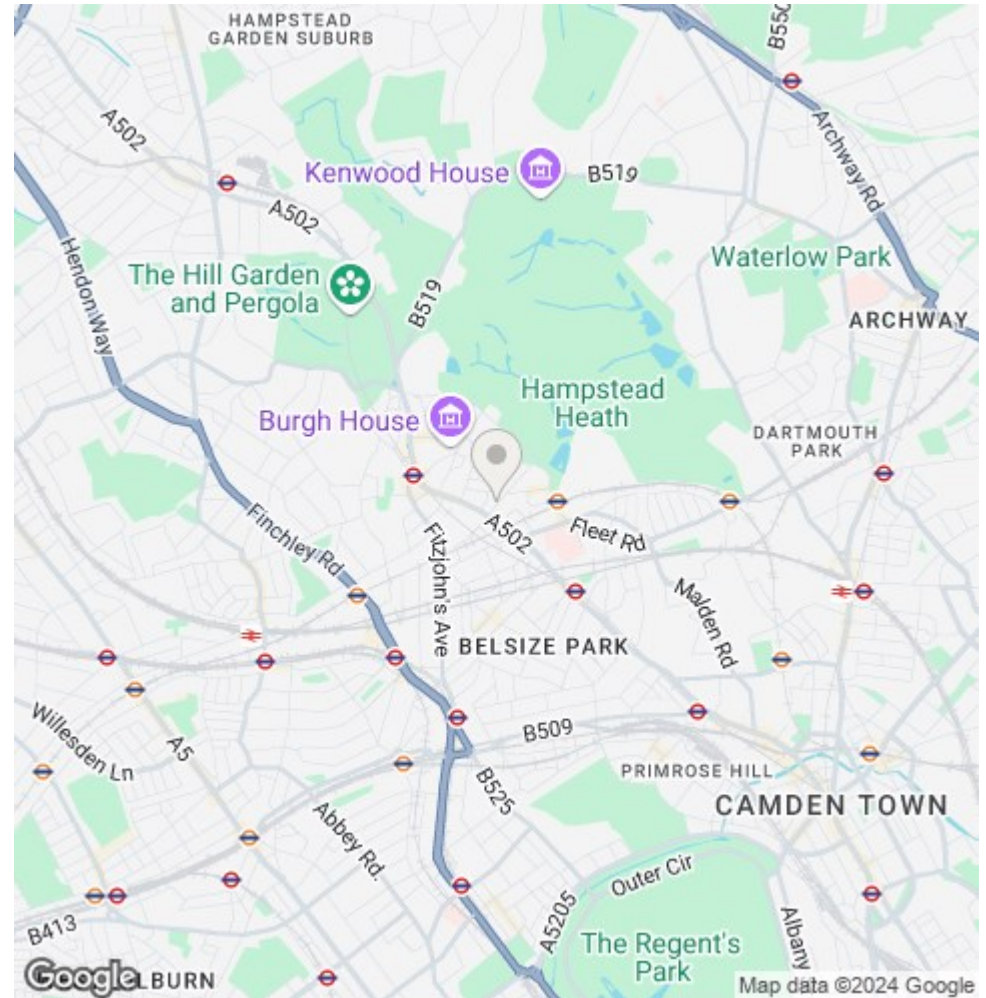 HAMPSTEAD
GARDEN SUBURB
B550
A502
Archway Rd
Kenwood House
B519
A502
Waterlow Park
Hendon Way
The Hill Garden
and Pergola
B519
ARCHWAY
Hampstead
Heath
Burgh House
DARTMOUTH
PARK
A502
Fleet Rd
Finchley Rd
Fitzjohn's Ave
Malden Rd
BELSIZE PARK
Willesden Ln
A5
B509
PRIMROSE HILL
B525
CAMDEN TOWN
Abbey Rd.
Outer Cir
A5205
Albany
B413
The Regent's
Park
Google
LBURN
Map data ©2024 Google